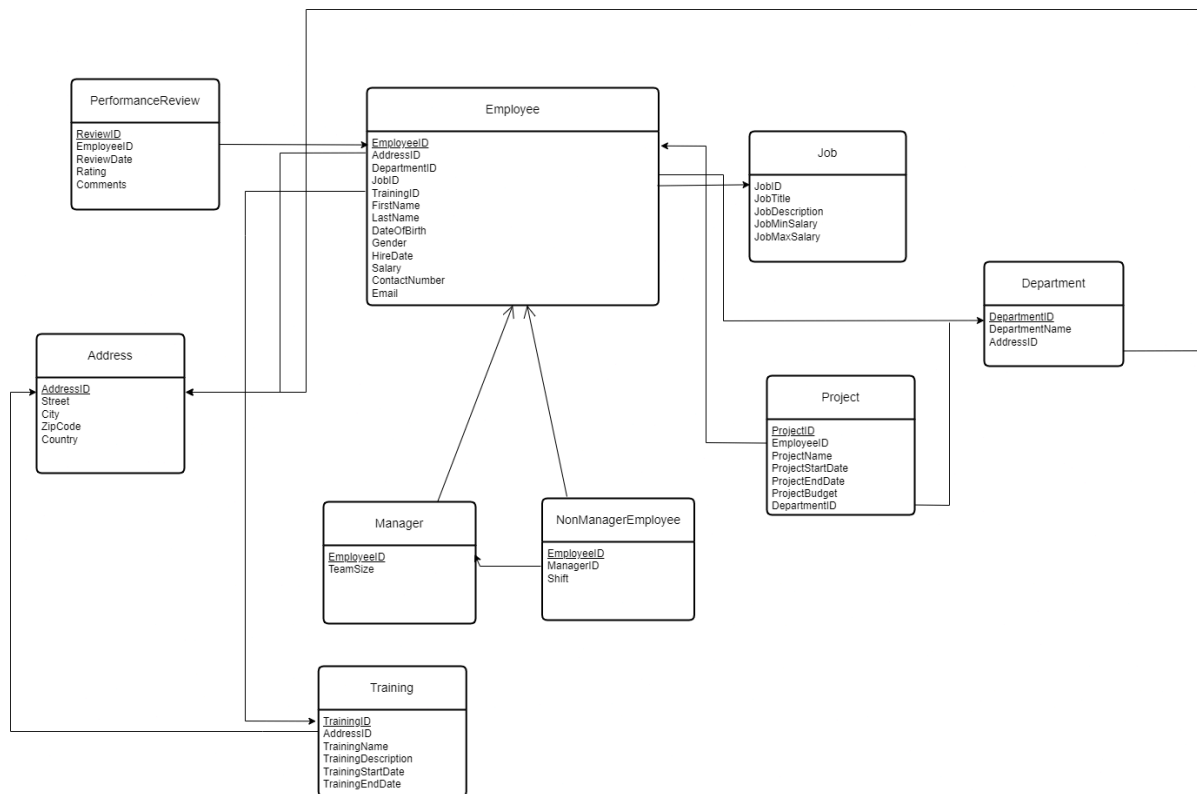 PerformanceReview
ReviewID
EmployeeID
ReviewDate
Rating
Comments
Employee
EmployeeID
AddressID
DepartmentID
JobID
TrainingID
FirstName
LastName
DateOfBirth
Gender
HireDate
Salary
ContactNumber
Email
Job
JobID
JobTitle
JobDescription
JobMinSalary
JobMaxSalary
Department
DepartmentID
DepartmentName
AddressID
Address
AddressID
Street
City
ZipCode
Country
Project
ProjectID
EmployeeID
ProjectName
ProjectStartDate
ProjectEndDate
ProjectBudget
DepartmentID
Manager
EmployeeID
TeamSize
NonManagerEmployee
EmployeeID
ManagerID
Shift
Training
TrainingID
AddressID
TrainingName
TrainingDescription
TrainingStartDate
TrainingEndDate